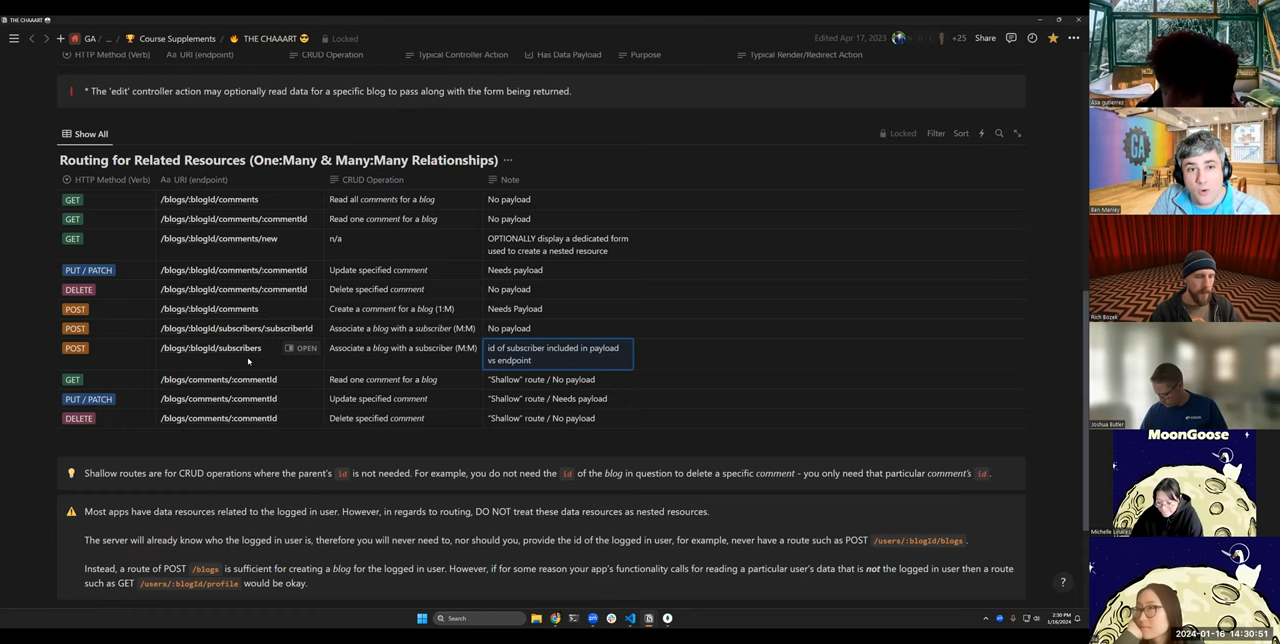 THE CHAAART
GA / ... / Course Supplements / THE CHAAART Locked
Edited Apr 17, 2023 +25 Share
HTTP Method (Verb) Aa URI (endpoint) CRUD Operation Typical Controller Action Has Data Payload Purpose Typical Render/Redirect Action
* The 'edit' controller action may optionally read data for a specific blog to pass along with the form being returned.
Show All Locked Filter Sort
Routing for Related Resources (One:Many & Many:Many Relationships) ...
HTTP Method (Verb) Aa URI (endpoint) CRUD Operation Note
GET /blogs/:blogId/comments Read all comments for a blog No payload
GET /blogs/:blogId/comments/:commentId Read one comment for a blog No payload
GET /blogs/:blogId/comments/new n/a OPTIONALLY display a dedicated form
used to create a nested resource
PUT / PATCH /blogs/:blogId/comments/:commentId Update specified comment Needs payload
DELETE /blogs/:blogId/comments/:commentId Delete specified comment No payload
POST /blogs/:blogId/comments Create a comment for a blog (1:M) Needs Payload
POST /blogs/:blogId/subscribers/:subscriberId Associate a blog with a subscriber (M:M) No payload
POST /blogs/:blogId/subscribers OPEN Associate a blog with a subscriber (M:M) id of subscriber included in payload
vs endpoint
GET /blogs/comments/:commentId Read one comment for a blog "Shallow" route / No payload
PUT / PATCH /blogs/comments/:commentId Update specified comment "Shallow" route / Needs payload
DELETE /blogs/comments/:commentId Delete specified comment "Shallow" route / No payload
Shallow routes are for CRUD operations where the parent's id is not needed. For example, you do not need the id of the blog in question to delete a specific comment - you only need that particular comment's id.
Most apps have data resources related to the logged in user. However, in regards to routing, DO NOT treat these data resources as nested resources.
The server will already know who the logged in user is, therefore you will never need to, nor should you, provide the id of the logged in user, for example, never have a route such as POST /users/:blogId/blogs.
Instead, a route of POST /blogs is sufficient for creating a blog for the logged in user. However, if for some reason your app's functionality calls for reading a particular user's data that is not the logged in user then a route
such as GET /users/:blogId/profile would be okay.
?
Search
2:30 PM
1/16/2024
Asa gutierrez
GA
Ben Manley
Rich Bozek
Joshua Butler
MoonGoose
Michelle
2024-01-16 14:30:51